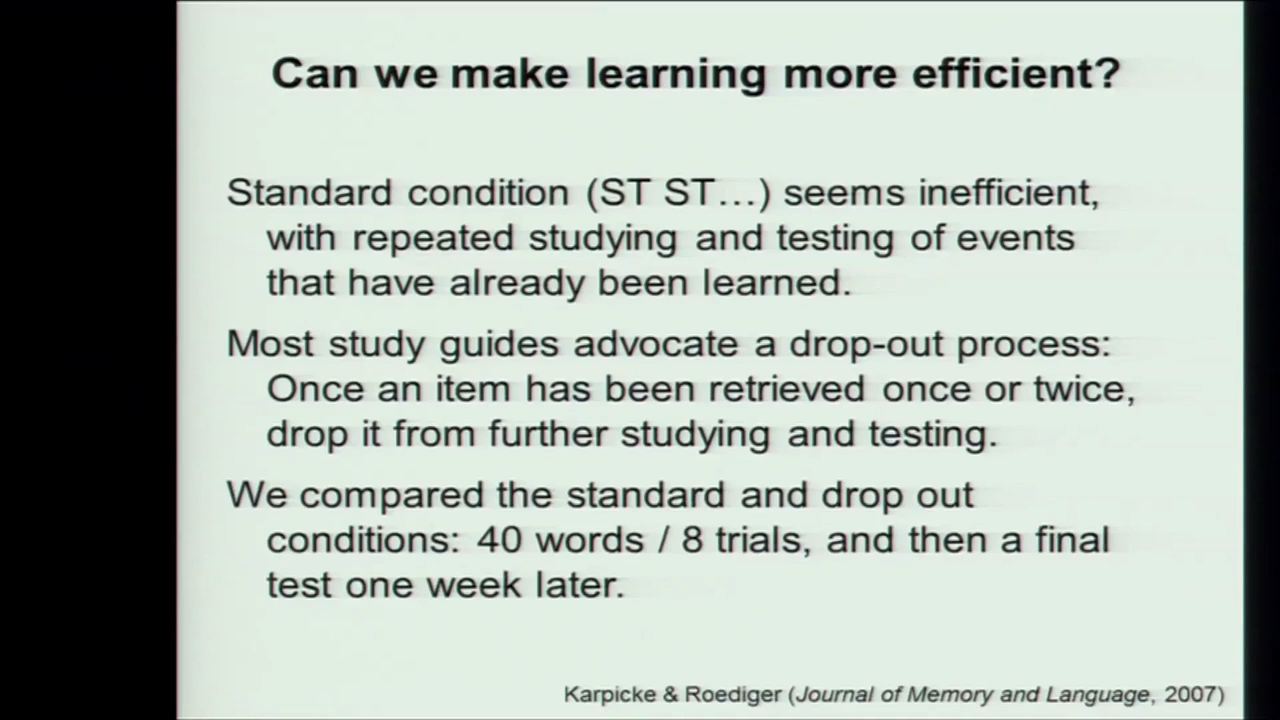 Can we make learning more efficient?
Standard condition (ST ST…) seems inefficient,
with repeated studying and testing of events
that have already been learned.
Most study guides advocate a drop-out process:
Once an item has been retrieved once or twice,
drop it from further studying and testing.
We compared the standard and drop out
conditions: 40 words / 8 trials, and then a final
test one week later.
Karpicke & Roediger (Journal of Memory and Language, 2007)